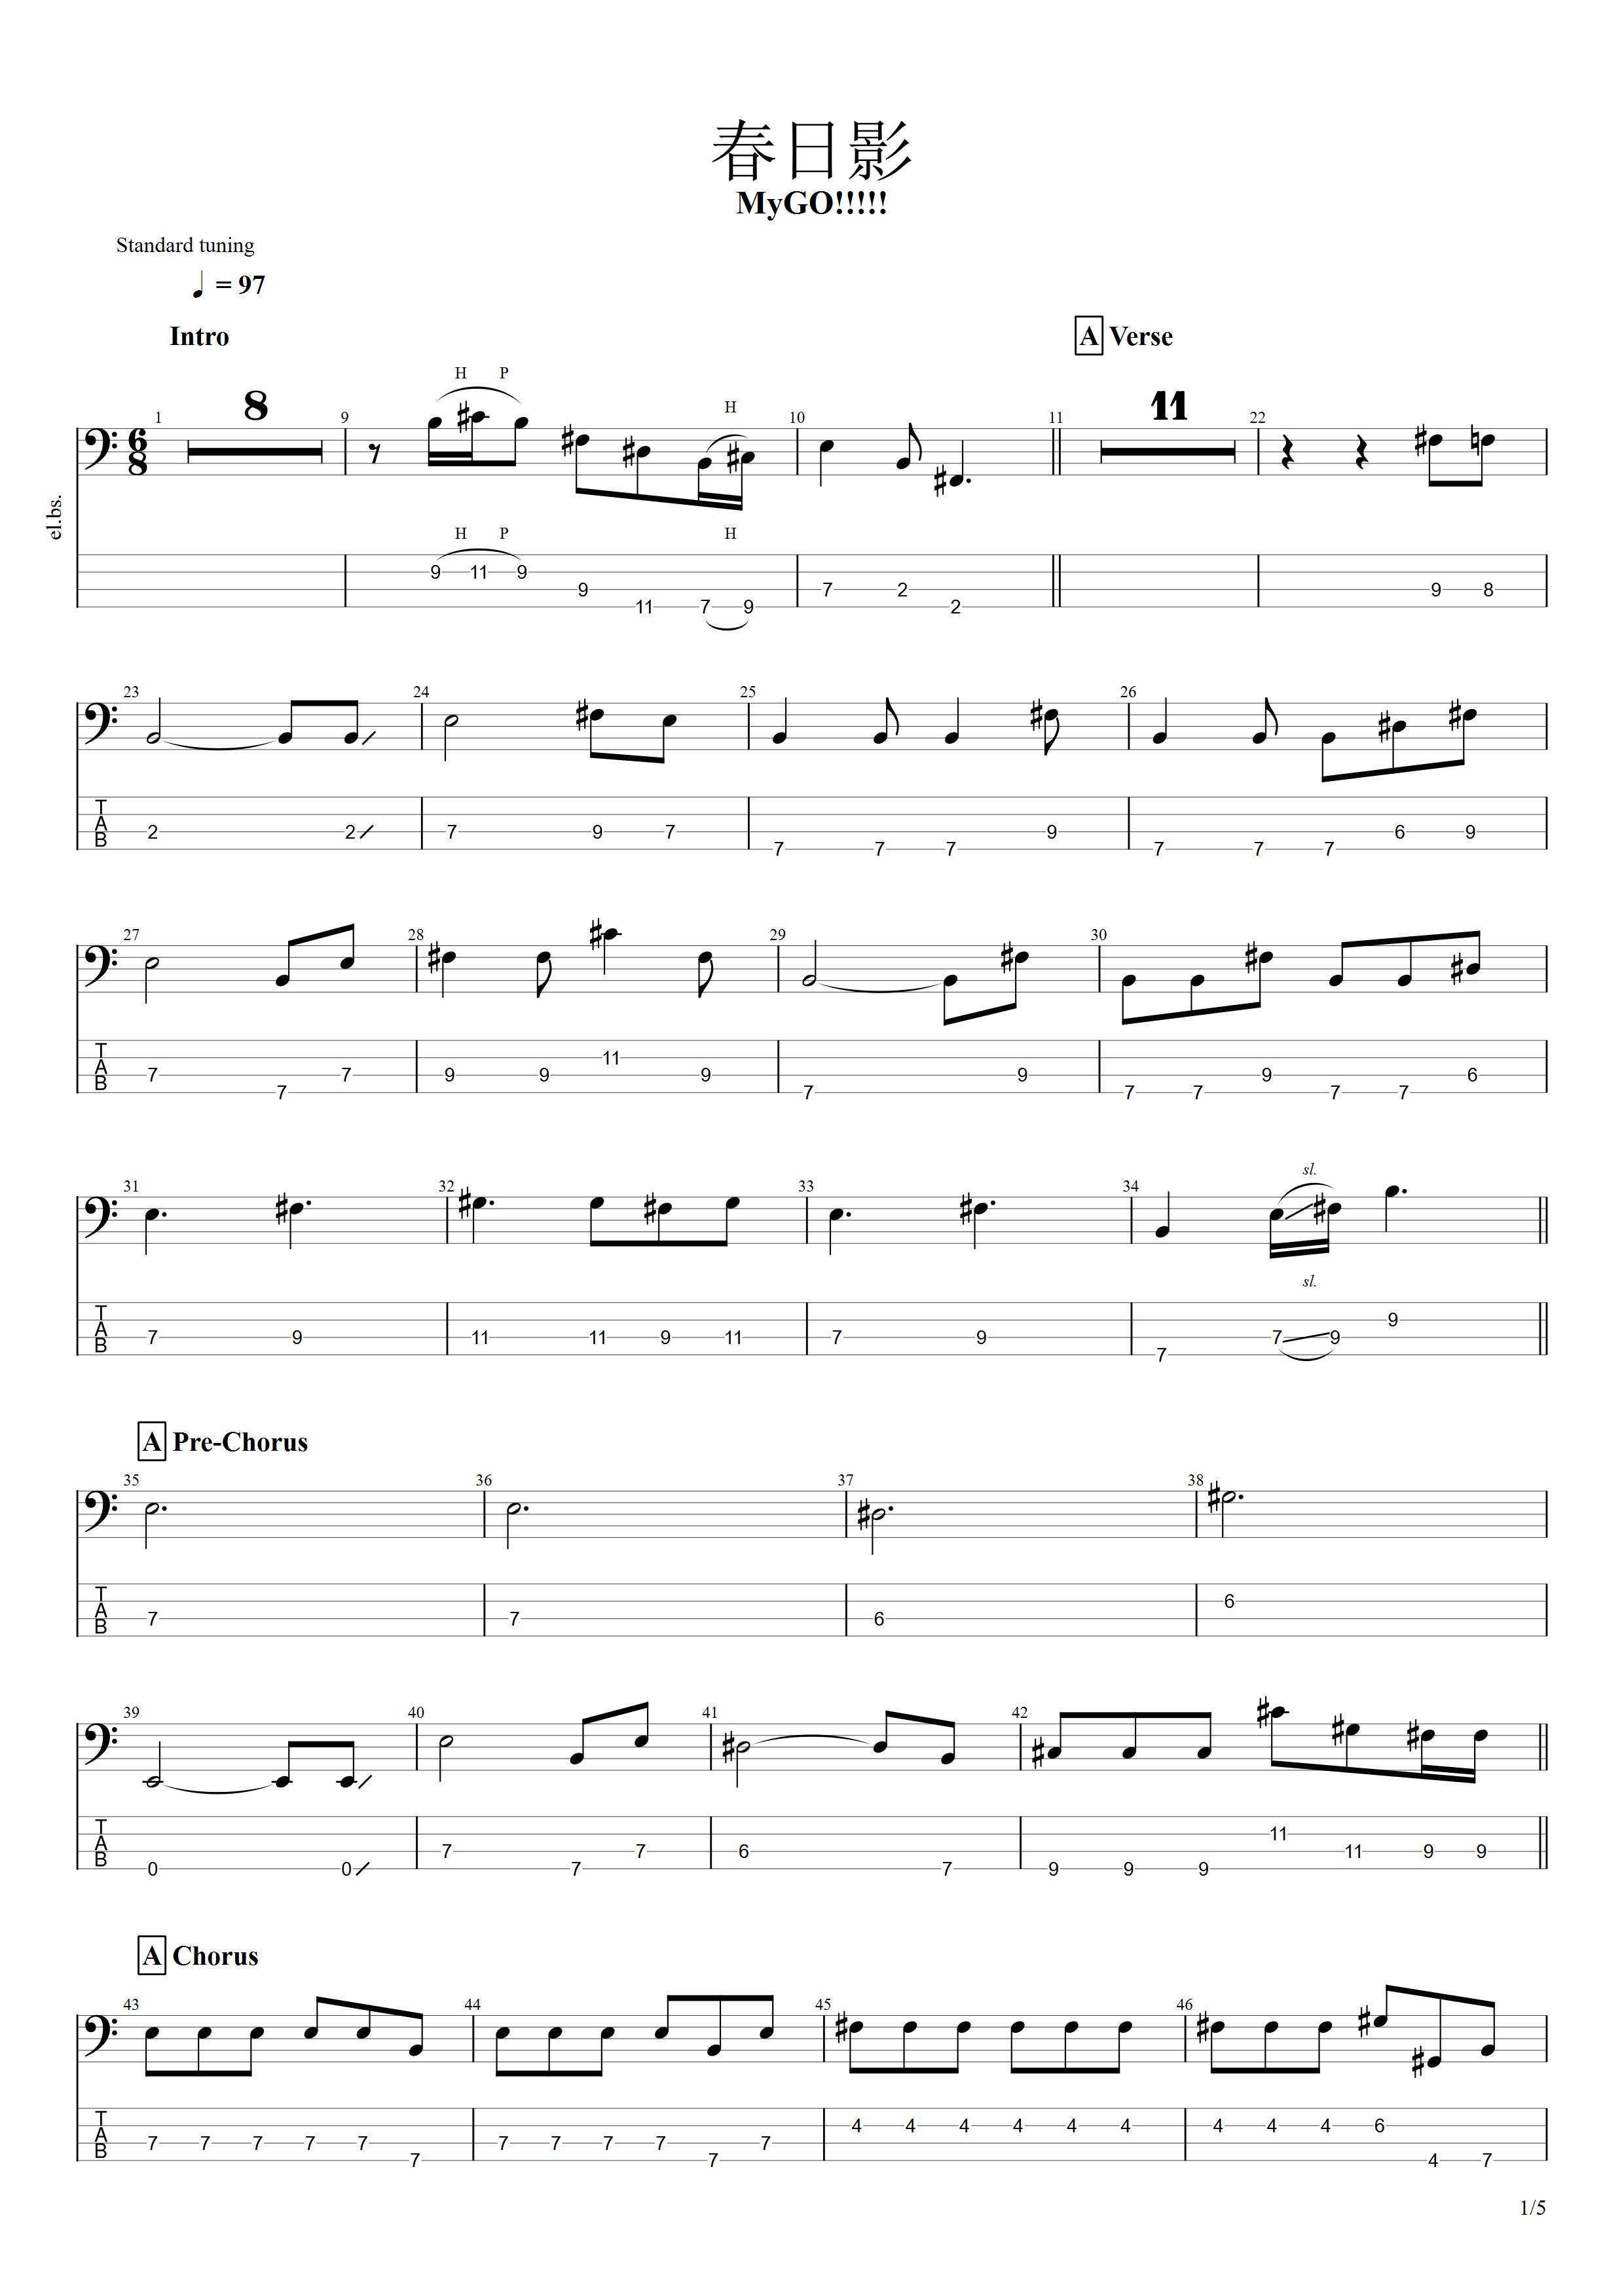 春日影
MyGO!!!!!
Standard tuning
= 97
Intro
A Verse
H P H
1 8 9 10 11 11 22
6
8
el.bs.
H P H
9 11 9 9 11 7 9 7 2 2 9 8
23 24 25 26
TAB 2 2 7 9 7 7 7 7 9 7 7 7 6 9
27 28 29 30
TAB 7 7 7 9 9 11 9 7 9 7 7 9 7 7 6
sl.
31 32 33 34
sl.
TAB 7 9 11 11 9 11 7 9 7 7 9 9
A Pre-Chorus
35 36 37 38
TAB 7 7 6 6
39 40 41 42
TAB 0 0 7 7 7 6 7 9 9 9 11 11 9 9
A Chorus
43 44 45 46
TAB 7 7 7 7 7 7 7 7 7 7 7 7 4 4 4 4 4 4 4 4 4 6 4 7
1/5